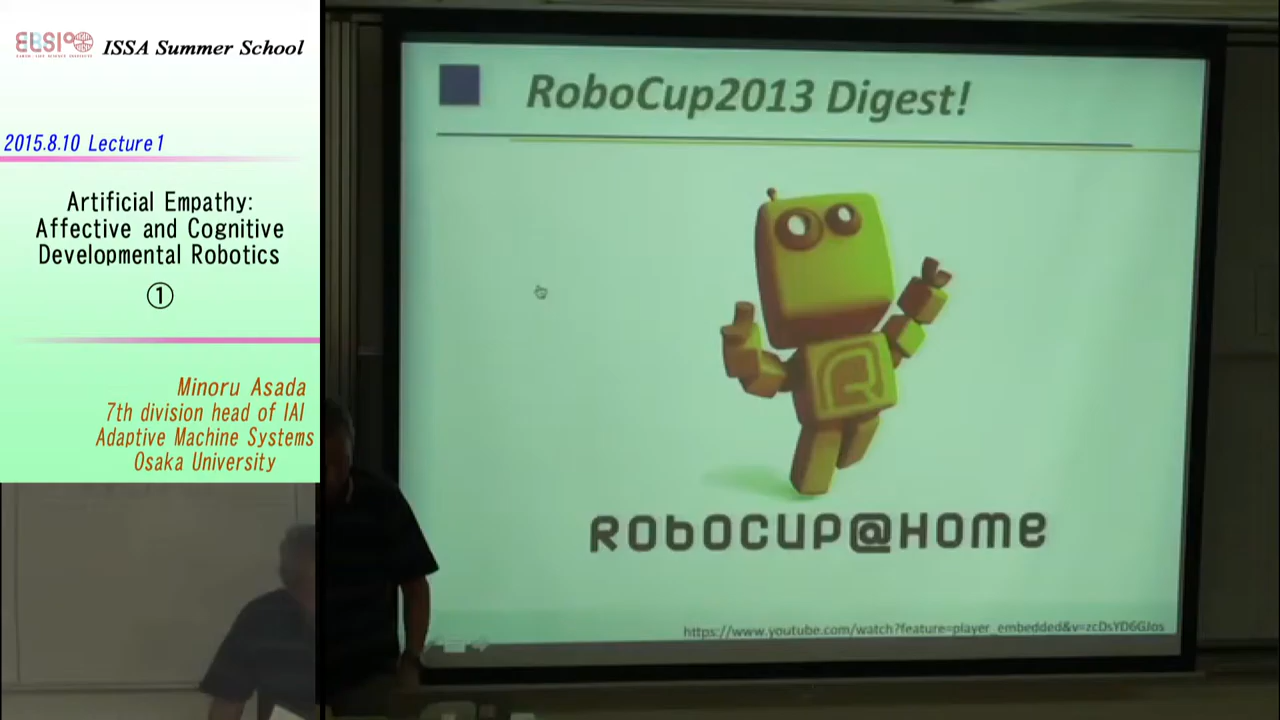 ELSI
ISSA Summer School
2015.8.10 Lecture1
Artificial Empathy:
Affective and Cognitive
Developmental Robotics
①
Minoru Asada
7th division head of IAI
Adaptive Machine Systems
Osaka University
RoboCup2013 Digest!
R
ROBOCUP@HOME
https://www.youtube.com/watch?feature=player_embedded&v=zcDsYD6GJos